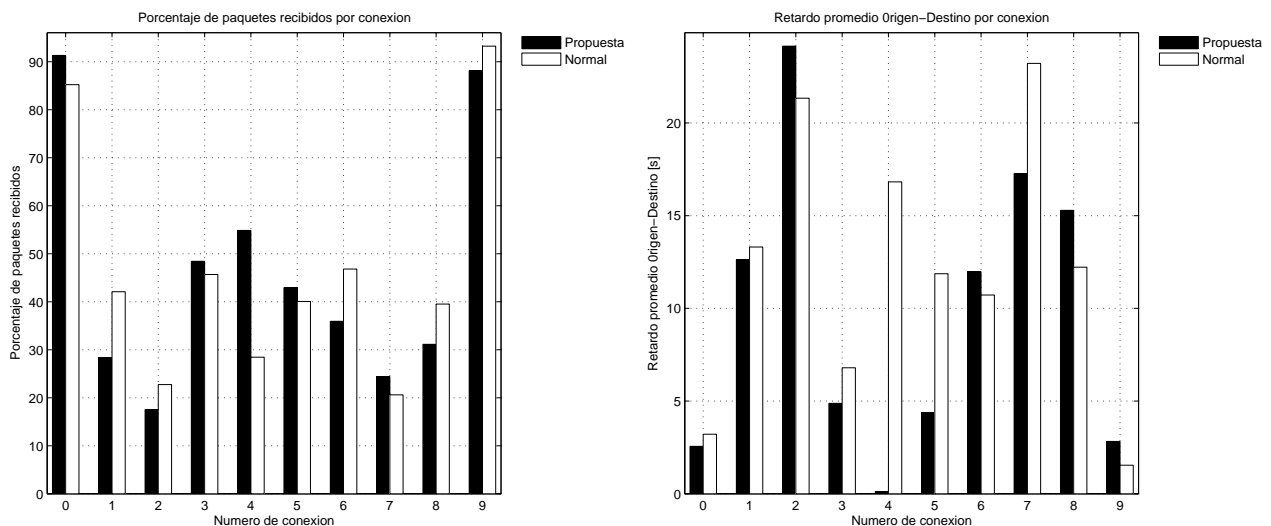 Porcentaje de paquetes recibidos por conexion
Porcentaje de paquetes recibidos
90
80
70
60
50
40
30
20
10
0
0 1 2 3 4 5 6 7 8 9
Numero de conexion
Propuesta
Normal
Retardo promedio 0rigen−Destino por conexion
Retardo promedio 0rigen−Destino [s]
20
15
10
5
0
0 1 2 3 4 5 6 7 8 9
Numero de conexion
Propuesta
Normal